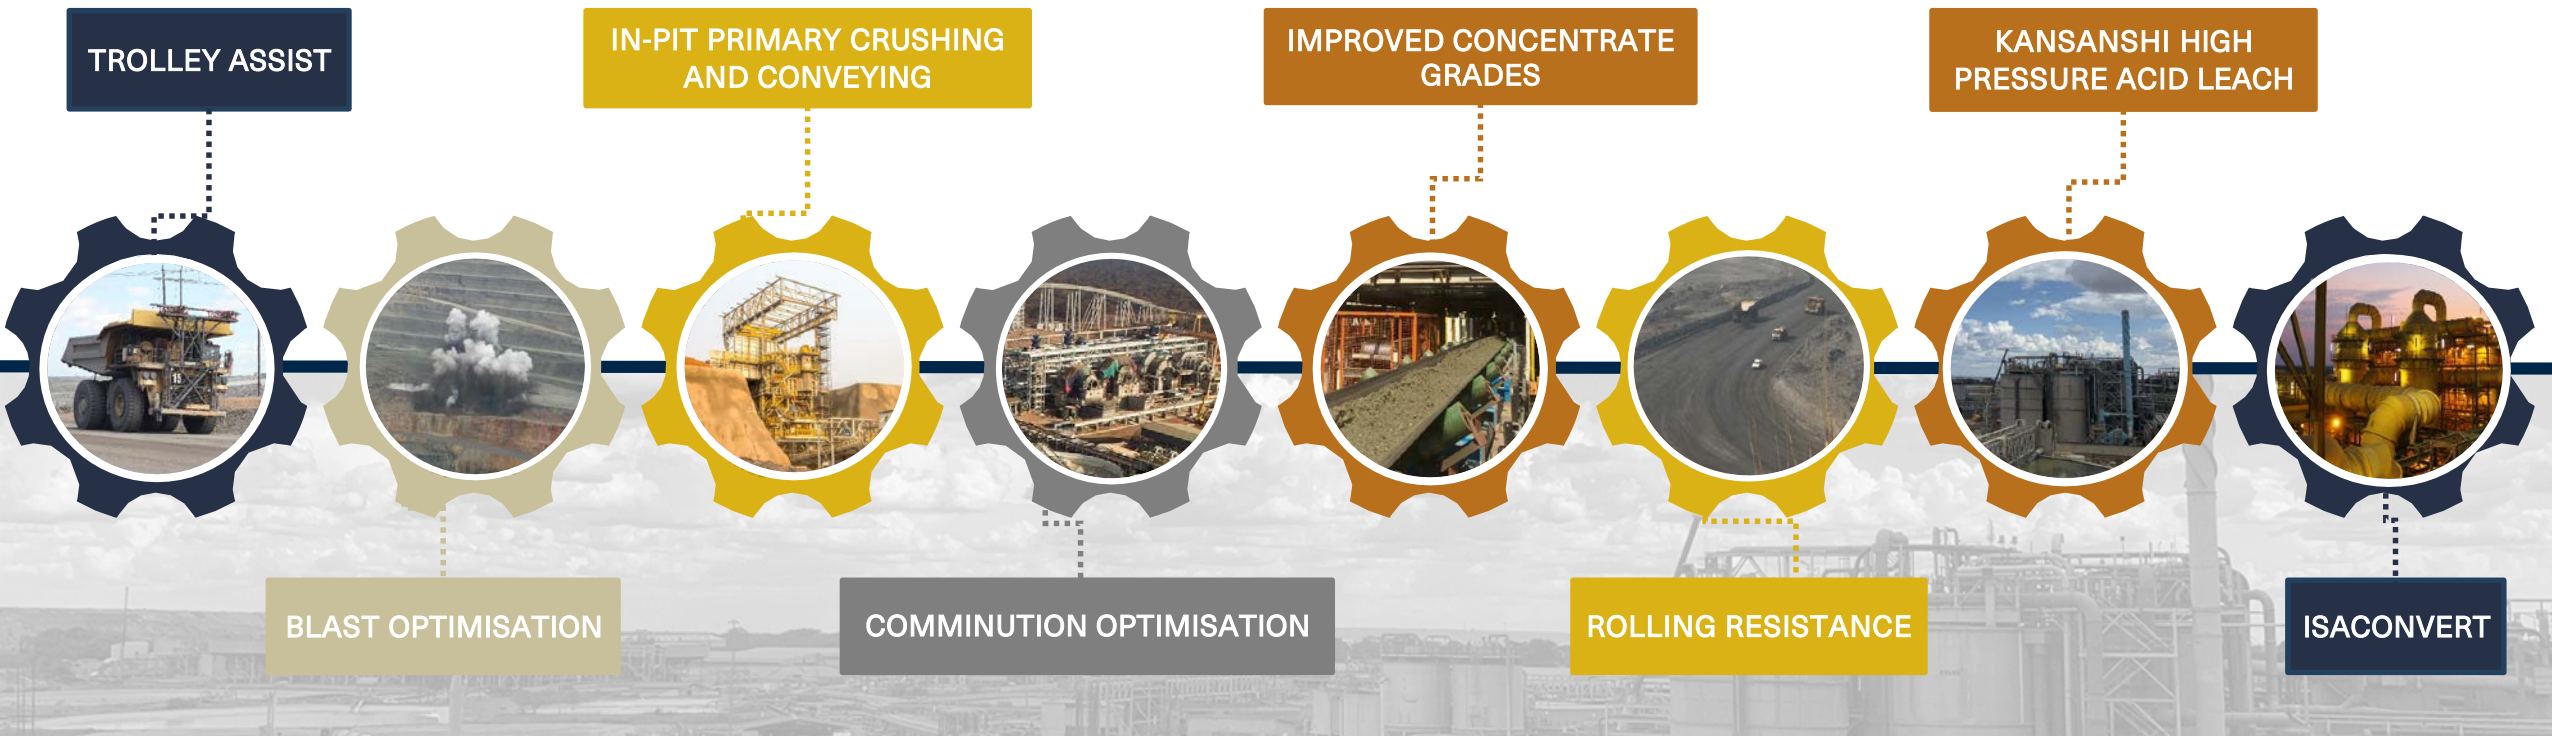 TROLLEY ASSIST
IN-PIT PRIMARY CRUSHING
AND CONVEYING
IMPROVED CONCENTRATE
GRADES
KANSANSHI HIGH
PRESSURE ACID LEACH
15
BLAST OPTIMISATION
COMMINUTION OPTIMISATION
ROLLING RESISTANCE
ISACONVERT